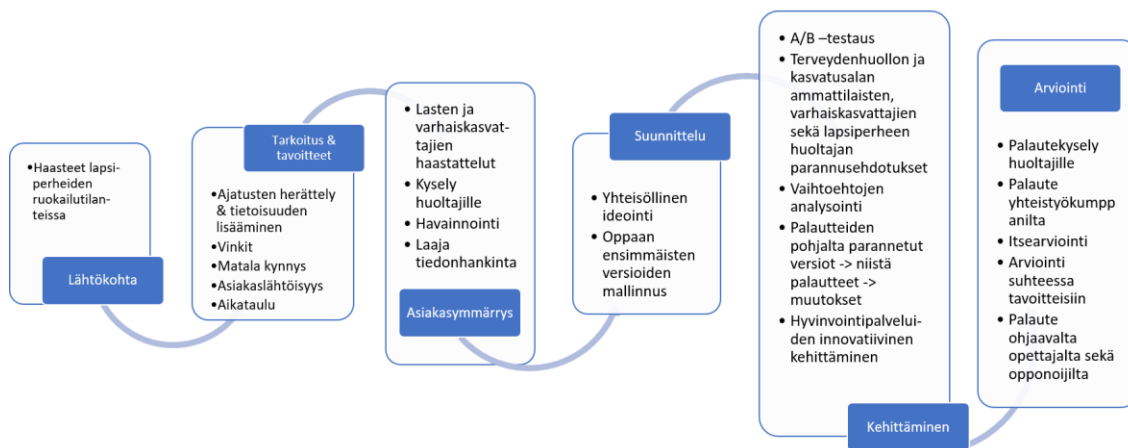 •Haasteet lapsi-
perheiden
ruokailutilan-
teissa
Lähtökohta
Tarkoitus &
tavoitteet
•Ajatusten herättely
& tietoisuuden
lisääminen
•Vinkit
•Matala kynnys
•Asiakaslähtöisyys
•Aikataulu
• Lasten ja
varhaiskasvat-
tajien
haastattelut
• Kysely
huoltajille
• Havainnointi
• Laaja
tiedonhankinta
Asiakasymmärrys
Suunnittelu
• Yhteisöllinen
ideointi
• Oppaan
ensimmäisten
versioiden
mallinnus
• A/B –testaus
• Terveydenhuollon ja
kasvatusalan
ammattilaisten,
varhaiskasvattajien
sekä lapsiperheen
huoltajan
parannusehdotukset
• Vaihtoehtojen
analysointi
• Palautteiden
pohjalta parannetut
versiot -> niistä
palautteet ->
muutokset
• Hyvinvointipalvelui-
den innovatiivinen
kehittäminen
Kehittäminen
Arviointi
• Palautekysely
huoltajille
• Palaute
yhteistyökumpp
anilta
• Itsearviointi
• Arviointi
suhteessa
tavoitteisiin
• Palaute
ohjaavalta
opettajalta sekä
opponoijilta